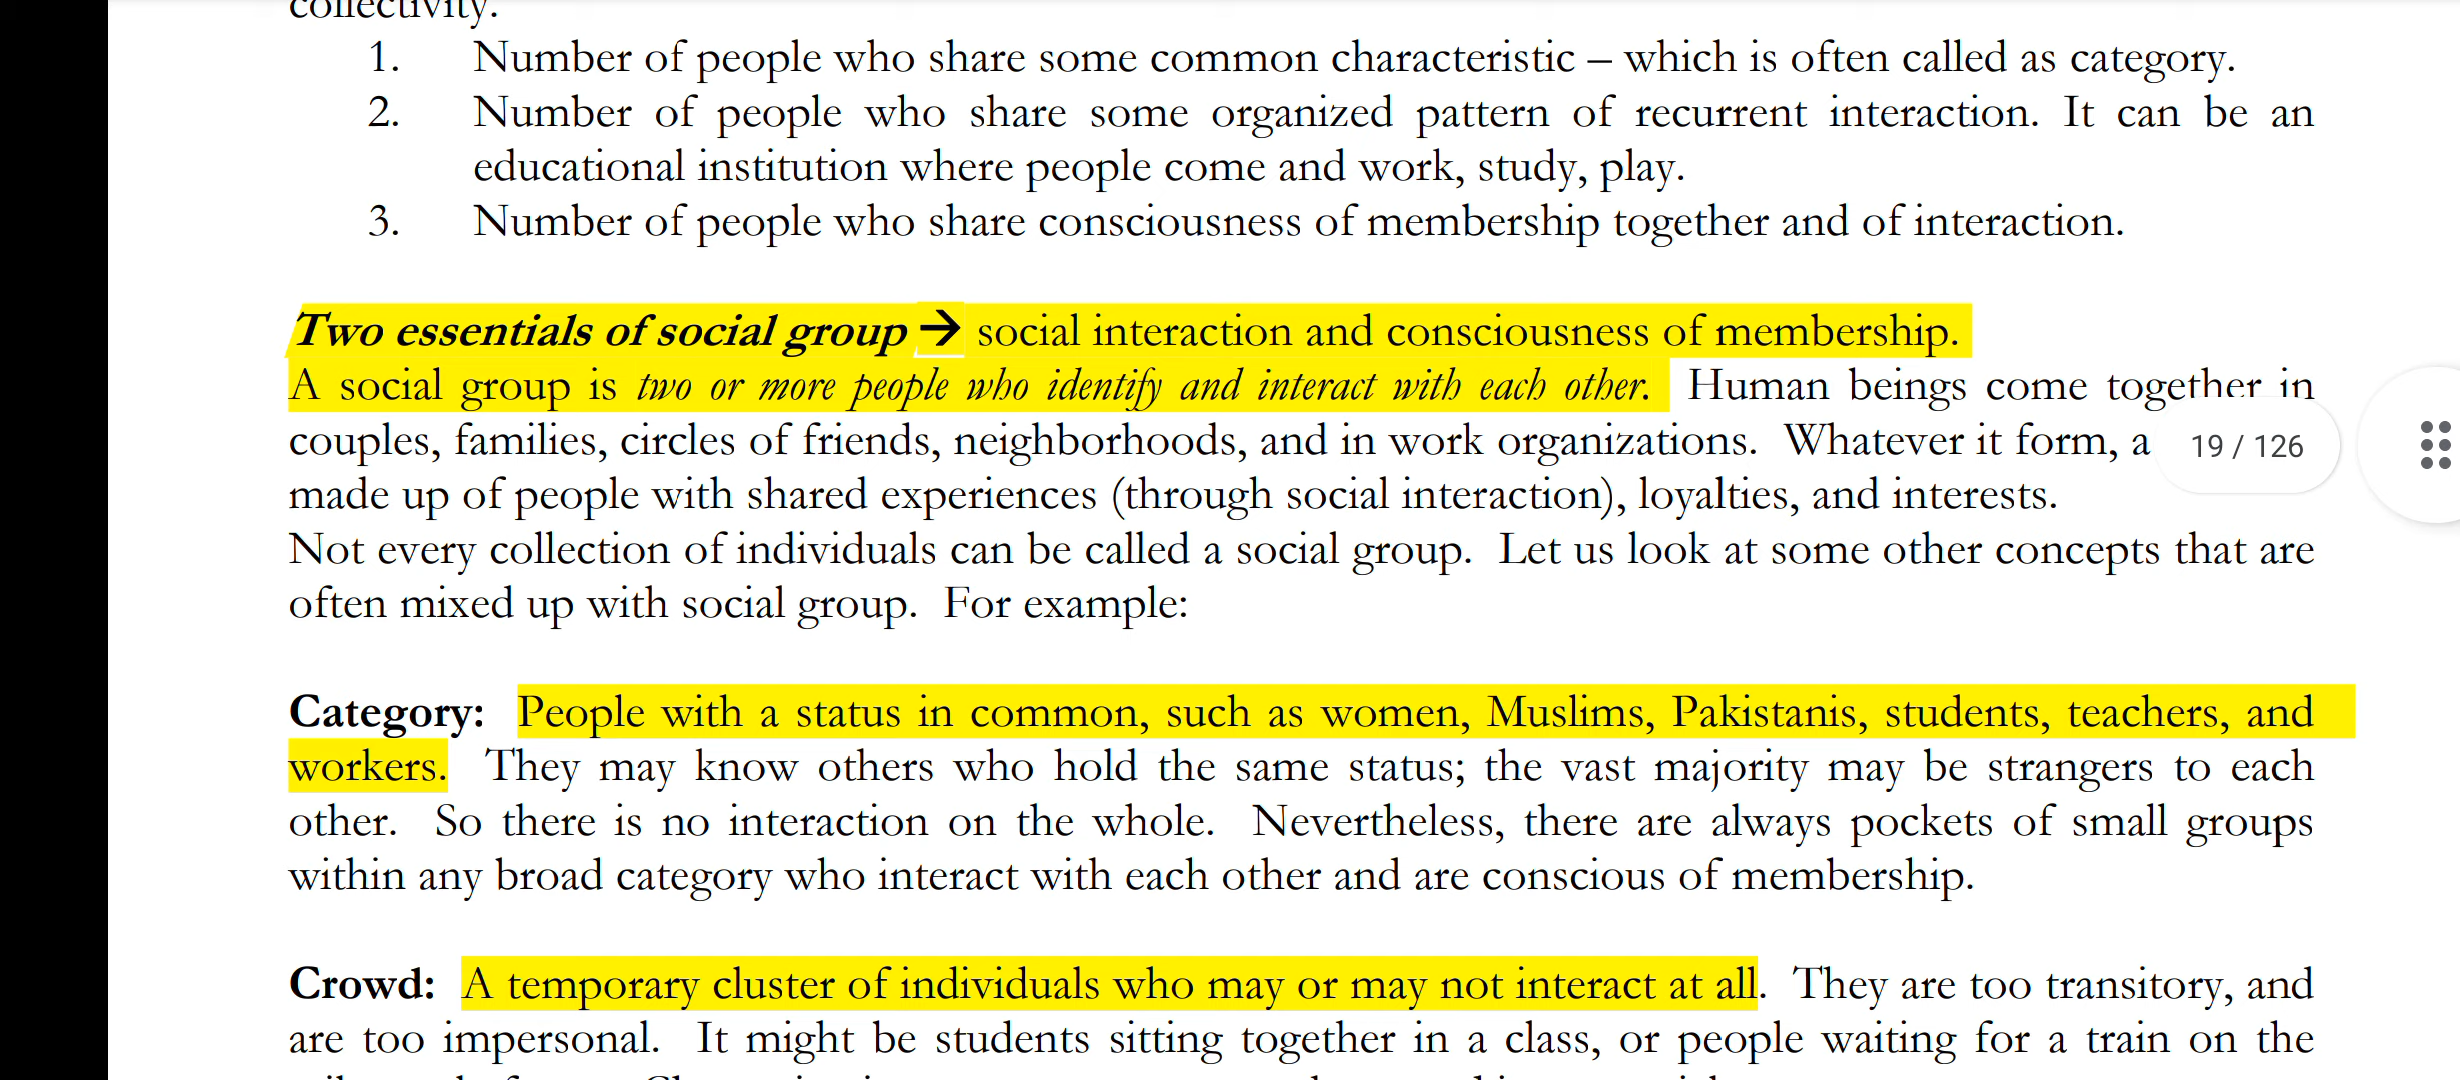 collectivity.
1. Number of people who share some common characteristic – which is often called as category.
2. Number of people who share some organized pattern of recurrent interaction. It can be an
educational institution where people come and work, study, play.
3. Number of people who share consciousness of membership together and of interaction.
Two essentials of social group → social interaction and consciousness of membership.
A social group is two or more people who identify and interact with each other. Human beings come together in
couples, families, circles of friends, neighborhoods, and in work organizations. Whatever it form, a
19 / 126
made up of people with shared experiences (through social interaction), loyalties, and interests.
Not every collection of individuals can be called a social group. Let us look at some other concepts that are
often mixed up with social group. For example:
Category: People with a status in common, such as women, Muslims, Pakistanis, students, teachers, and
workers. They may know others who hold the same status; the vast majority may be strangers to each
other. So there is no interaction on the whole. Nevertheless, there are always pockets of small groups
within any broad category who interact with each other and are conscious of membership.
Crowd: A temporary cluster of individuals who may or may not interact at all. They are too transitory, and
are too impersonal. It might be students sitting together in a class, or people waiting for a train on the